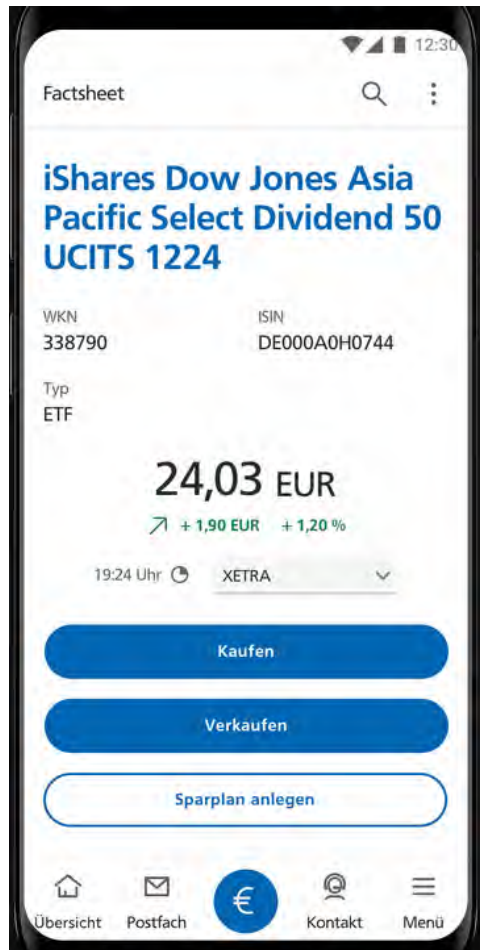 12:30
Factsheet
iShares Dow Jones Asia
Pacific Select Dividend 50
UCITS 1224
WKN
ISIN
338790
DE000A0H0744
Typ
ETF
24,03 EUR
+ 1,90 EUR + 1,20 %
19:24 Uhr XETRA
Kaufen
Verkaufen
Sparplan anlegen
€
Übersicht Postfach Kontakt Menü